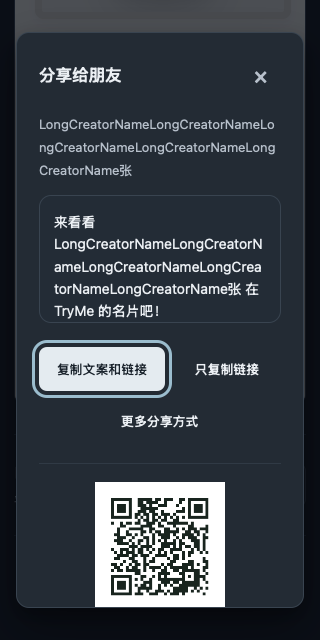 分享给朋友
×
LongCreatorNameLongCreatorNameLo
ngCreatorNameLongCreatorNameLong
CreatorName张
来看看
LongCreatorNameLongCreatorN
ameLongCreatorNameLongCrea
torNameLongCreatorName张 在
TryMe 的名片吧！
复制文案和链接
只复制链接
更多分享方式